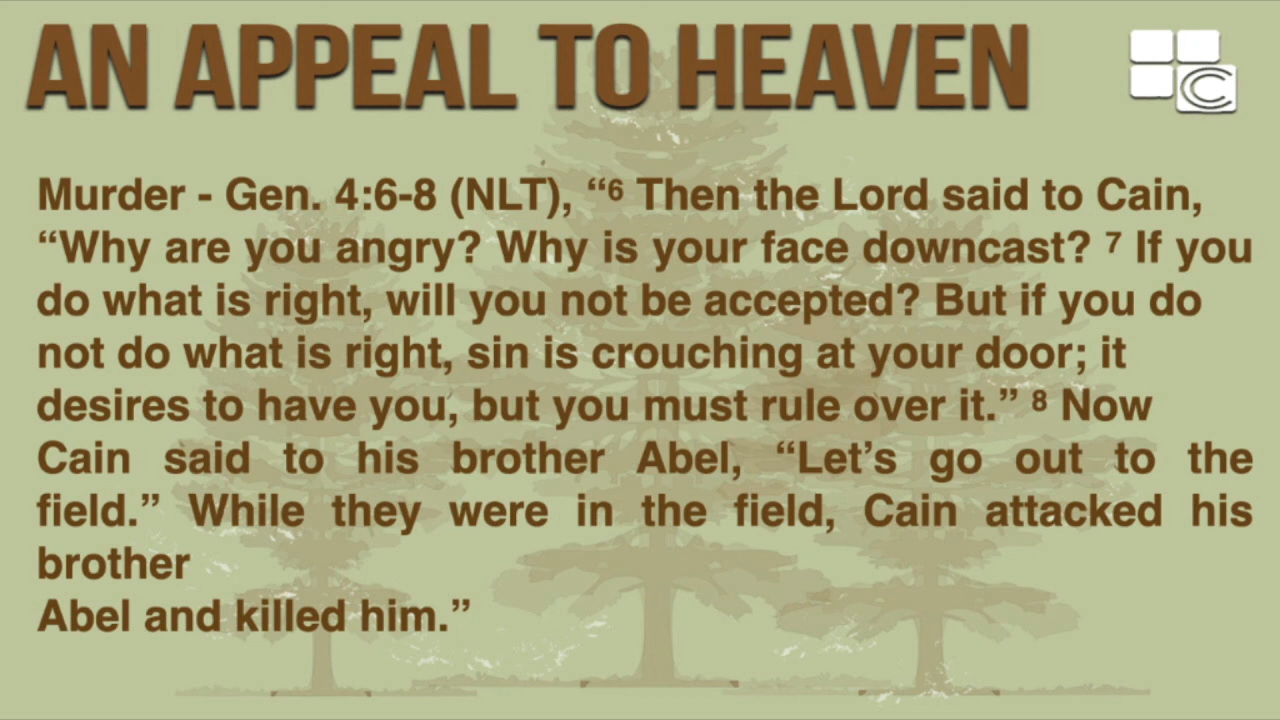 AN APPEAL TO HEAVEN
C
Murder - Gen. 4:6-8 (NLT), “⁶ Then the Lord said to Cain,
“Why are you angry? Why is your face downcast? ⁷ If you
do what is right, will you not be accepted? But if you do
not do what is right, sin is crouching at your door; it
desires to have you, but you must rule over it.” ⁸ Now
Cain said to his brother Abel, “Let’s go out to the
field.” While they were in the field, Cain attacked his
brother
Abel and killed him.”